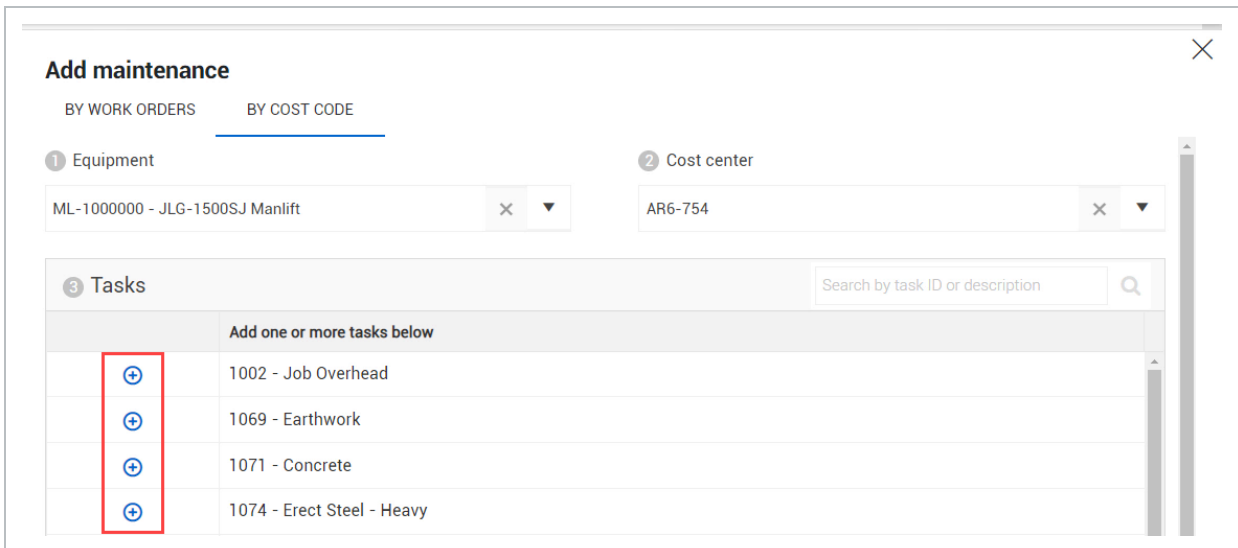 Add maintenance
BY WORK ORDERS BY COST CODE
1 Equipment 2 Cost center
ML-1000000 - JLG-1500SJ Manlift AR6-754
3 Tasks Search by task ID or description
Add one or more tasks below
1002 - Job Overhead
1069 - Earthwork
1071 - Concrete
1074 - Erect Steel - Heavy